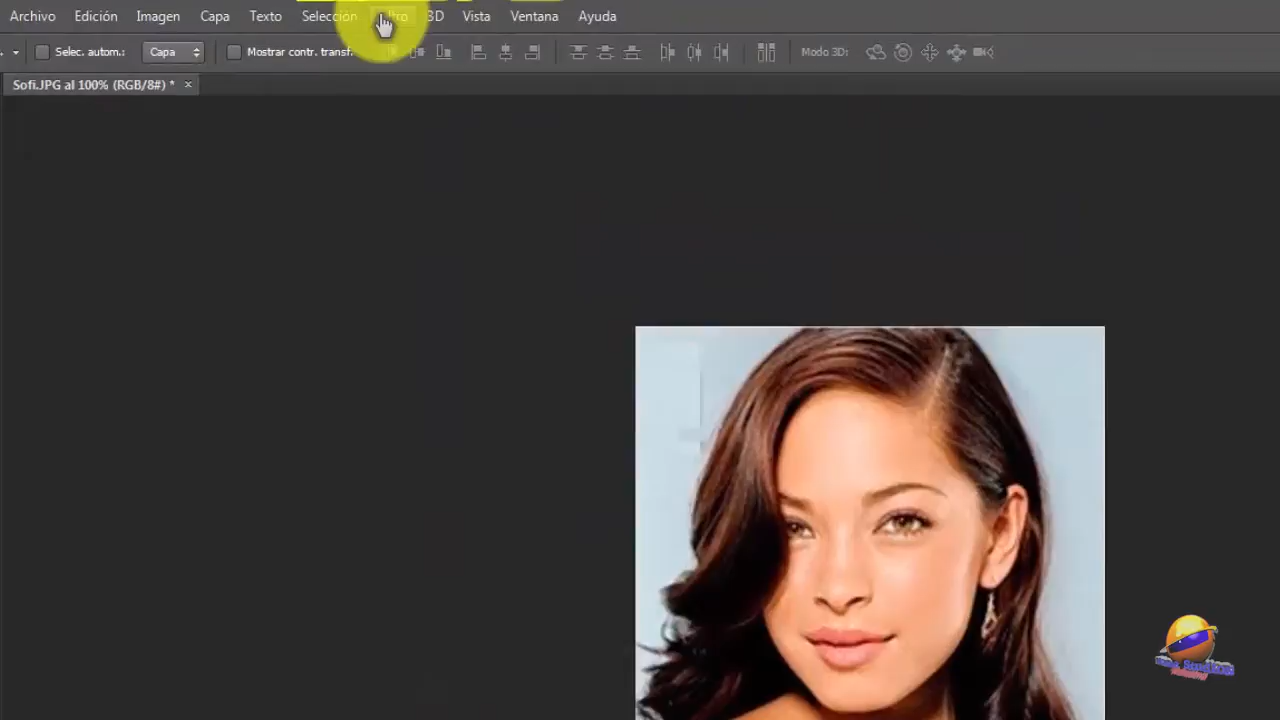 Archivo Edición Imagen Capa Texto Selección 3D Vista Ventana Ayuda
Selec. autom.: Capa Mostrar contr. transf. Modo 3D:
Sofi.JPG al 100% (RGB/8#) * ×